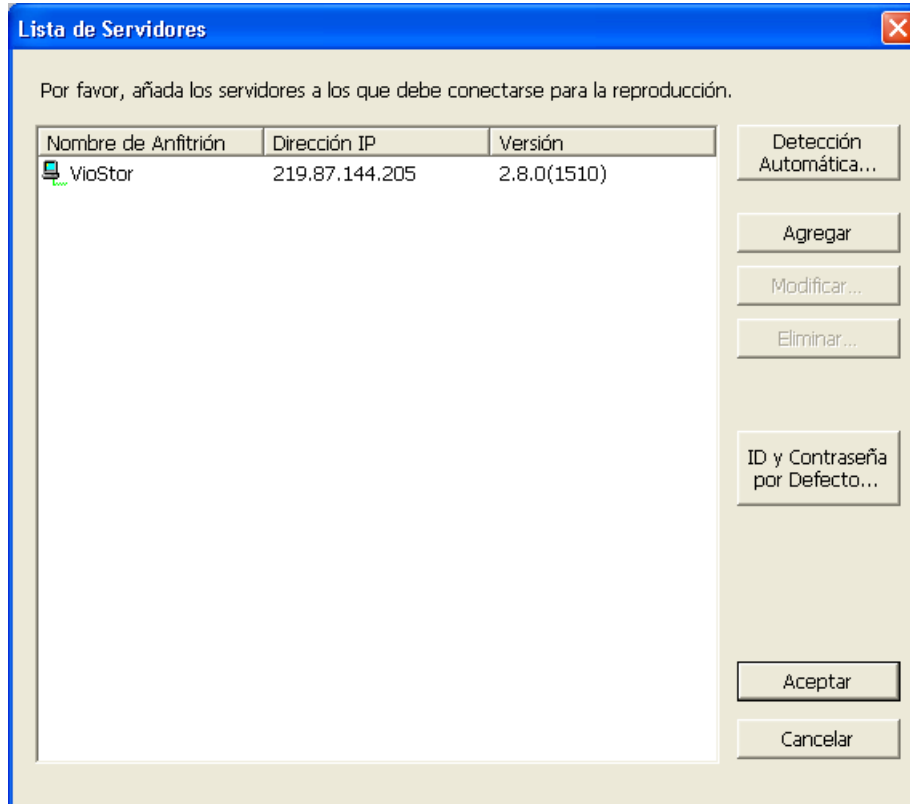 Lista de Servidores
Por favor, añada los servidores a los que debe conectarse para la reproducción.
Nombre de Anfitrión Dirección IP Versión
VioStor 219.87.144.205 2.8.0(1510)
Detección
Automática...
Agregar
Modificar...
Eliminar...
ID y Contraseña
por Defecto...
Aceptar
Cancelar